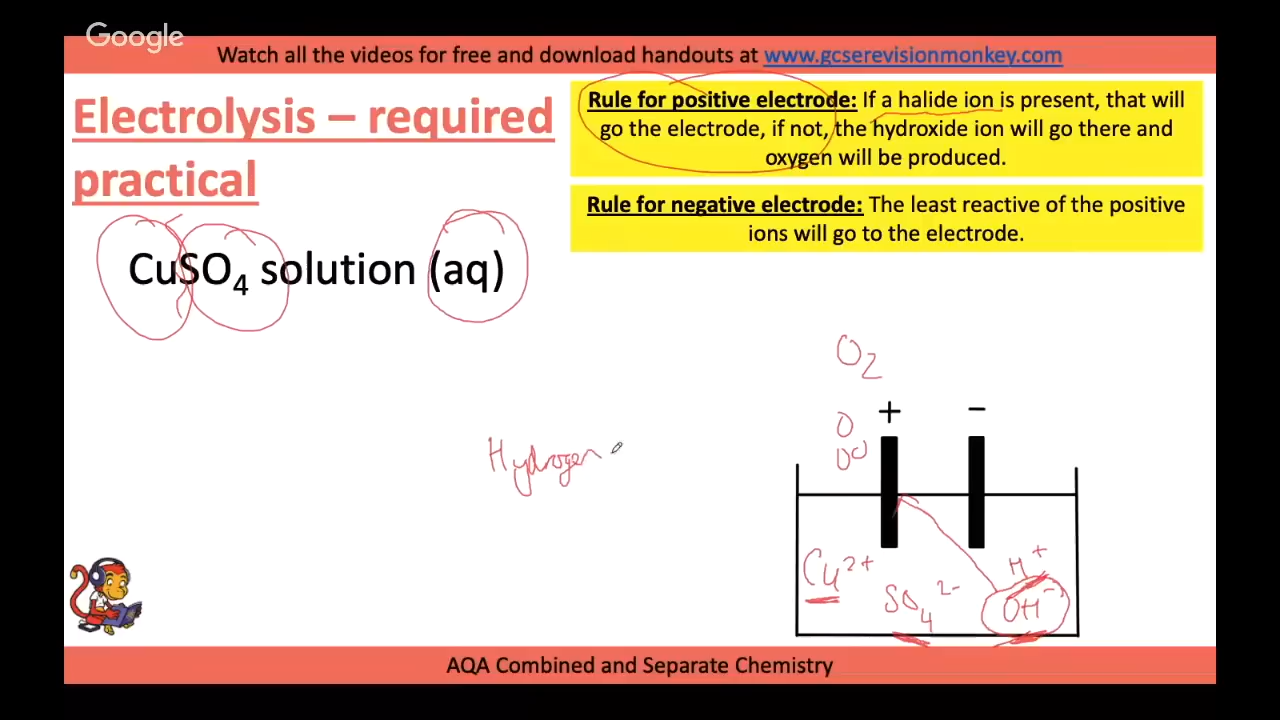 Google
Watch all the videos for free and download handouts at www.gcserevisionmonkey.com
Electrolysis – required
practical
Rule for positive electrode: If a halide ion is present, that will
go the electrode, if not, the hydroxide ion will go there and
oxygen will be produced.
Rule for negative electrode: The least reactive of the positive
ions will go to the electrode.
CuSO₄ solution (aq)
O₂
+ −
O
OO
Hydrogen
Cu²⁺
SO₄²⁻
H⁺
OH⁻
AQA Combined and Separate Chemistry